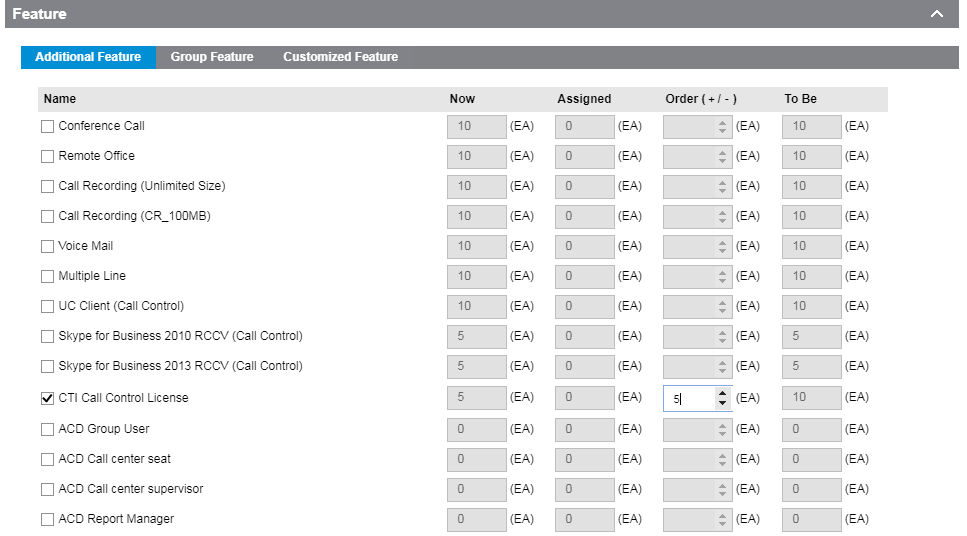 Feature
Additional Feature Group Feature Customized Feature
Name Now Assigned Order ( + / - ) To Be
Conference Call 10 (EA) 0 (EA) (EA) 10 (EA)
Remote Office 10 (EA) 0 (EA) (EA) 10 (EA)
Call Recording (Unlimited Size) 10 (EA) 0 (EA) (EA) 10 (EA)
Call Recording (CR_100MB) 10 (EA) 0 (EA) (EA) 10 (EA)
Voice Mail 10 (EA) 0 (EA) (EA) 10 (EA)
Multiple Line 10 (EA) 0 (EA) (EA) 10 (EA)
UC Client (Call Control) 10 (EA) 0 (EA) (EA) 10 (EA)
Skype for Business 2010 RCCV (Call Control) 5 (EA) 0 (EA) (EA) 5 (EA)
Skype for Business 2013 RCCV (Call Control) 5 (EA) 0 (EA) (EA) 5 (EA)
CTI Call Control License 5 (EA) 0 (EA) 5 (EA) 10 (EA)
ACD Group User 0 (EA) 0 (EA) (EA) 0 (EA)
ACD Call center seat 0 (EA) 0 (EA) (EA) 0 (EA)
ACD Call center supervisor 0 (EA) 0 (EA) (EA) 0 (EA)
ACD Report Manager 0 (EA) 0 (EA) (EA) 0 (EA)